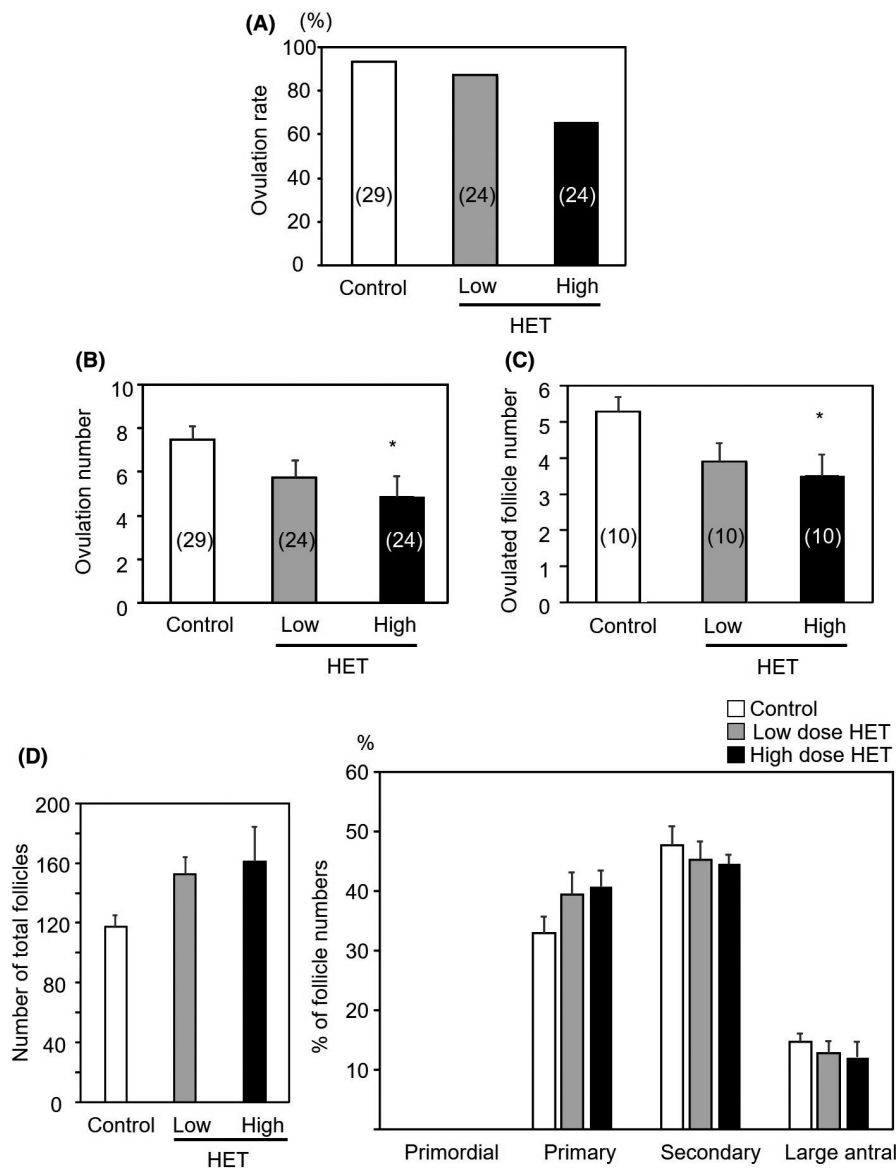 (A)
(%)
Ovulation rate
100
80
60
40
20
0
(29)
(24)
(24)
Control
Low
High
HET
(B)
Ovulation number
10
8
6
4
2
0
*
(29)
(24)
(24)
Control
Low
High
HET
(C)
Ovulated follicle number
6
5
4
3
2
1
0
*
(10)
(10)
(10)
Control
Low
High
HET
(D)
Number of total follicles
200
160
120
80
40
0
Control
Low
High
HET
Control
Low dose HET
High dose HET
%
% of follicle numbers
60
50
40
30
20
10
Primordial
Primary
Secondary
Large antral